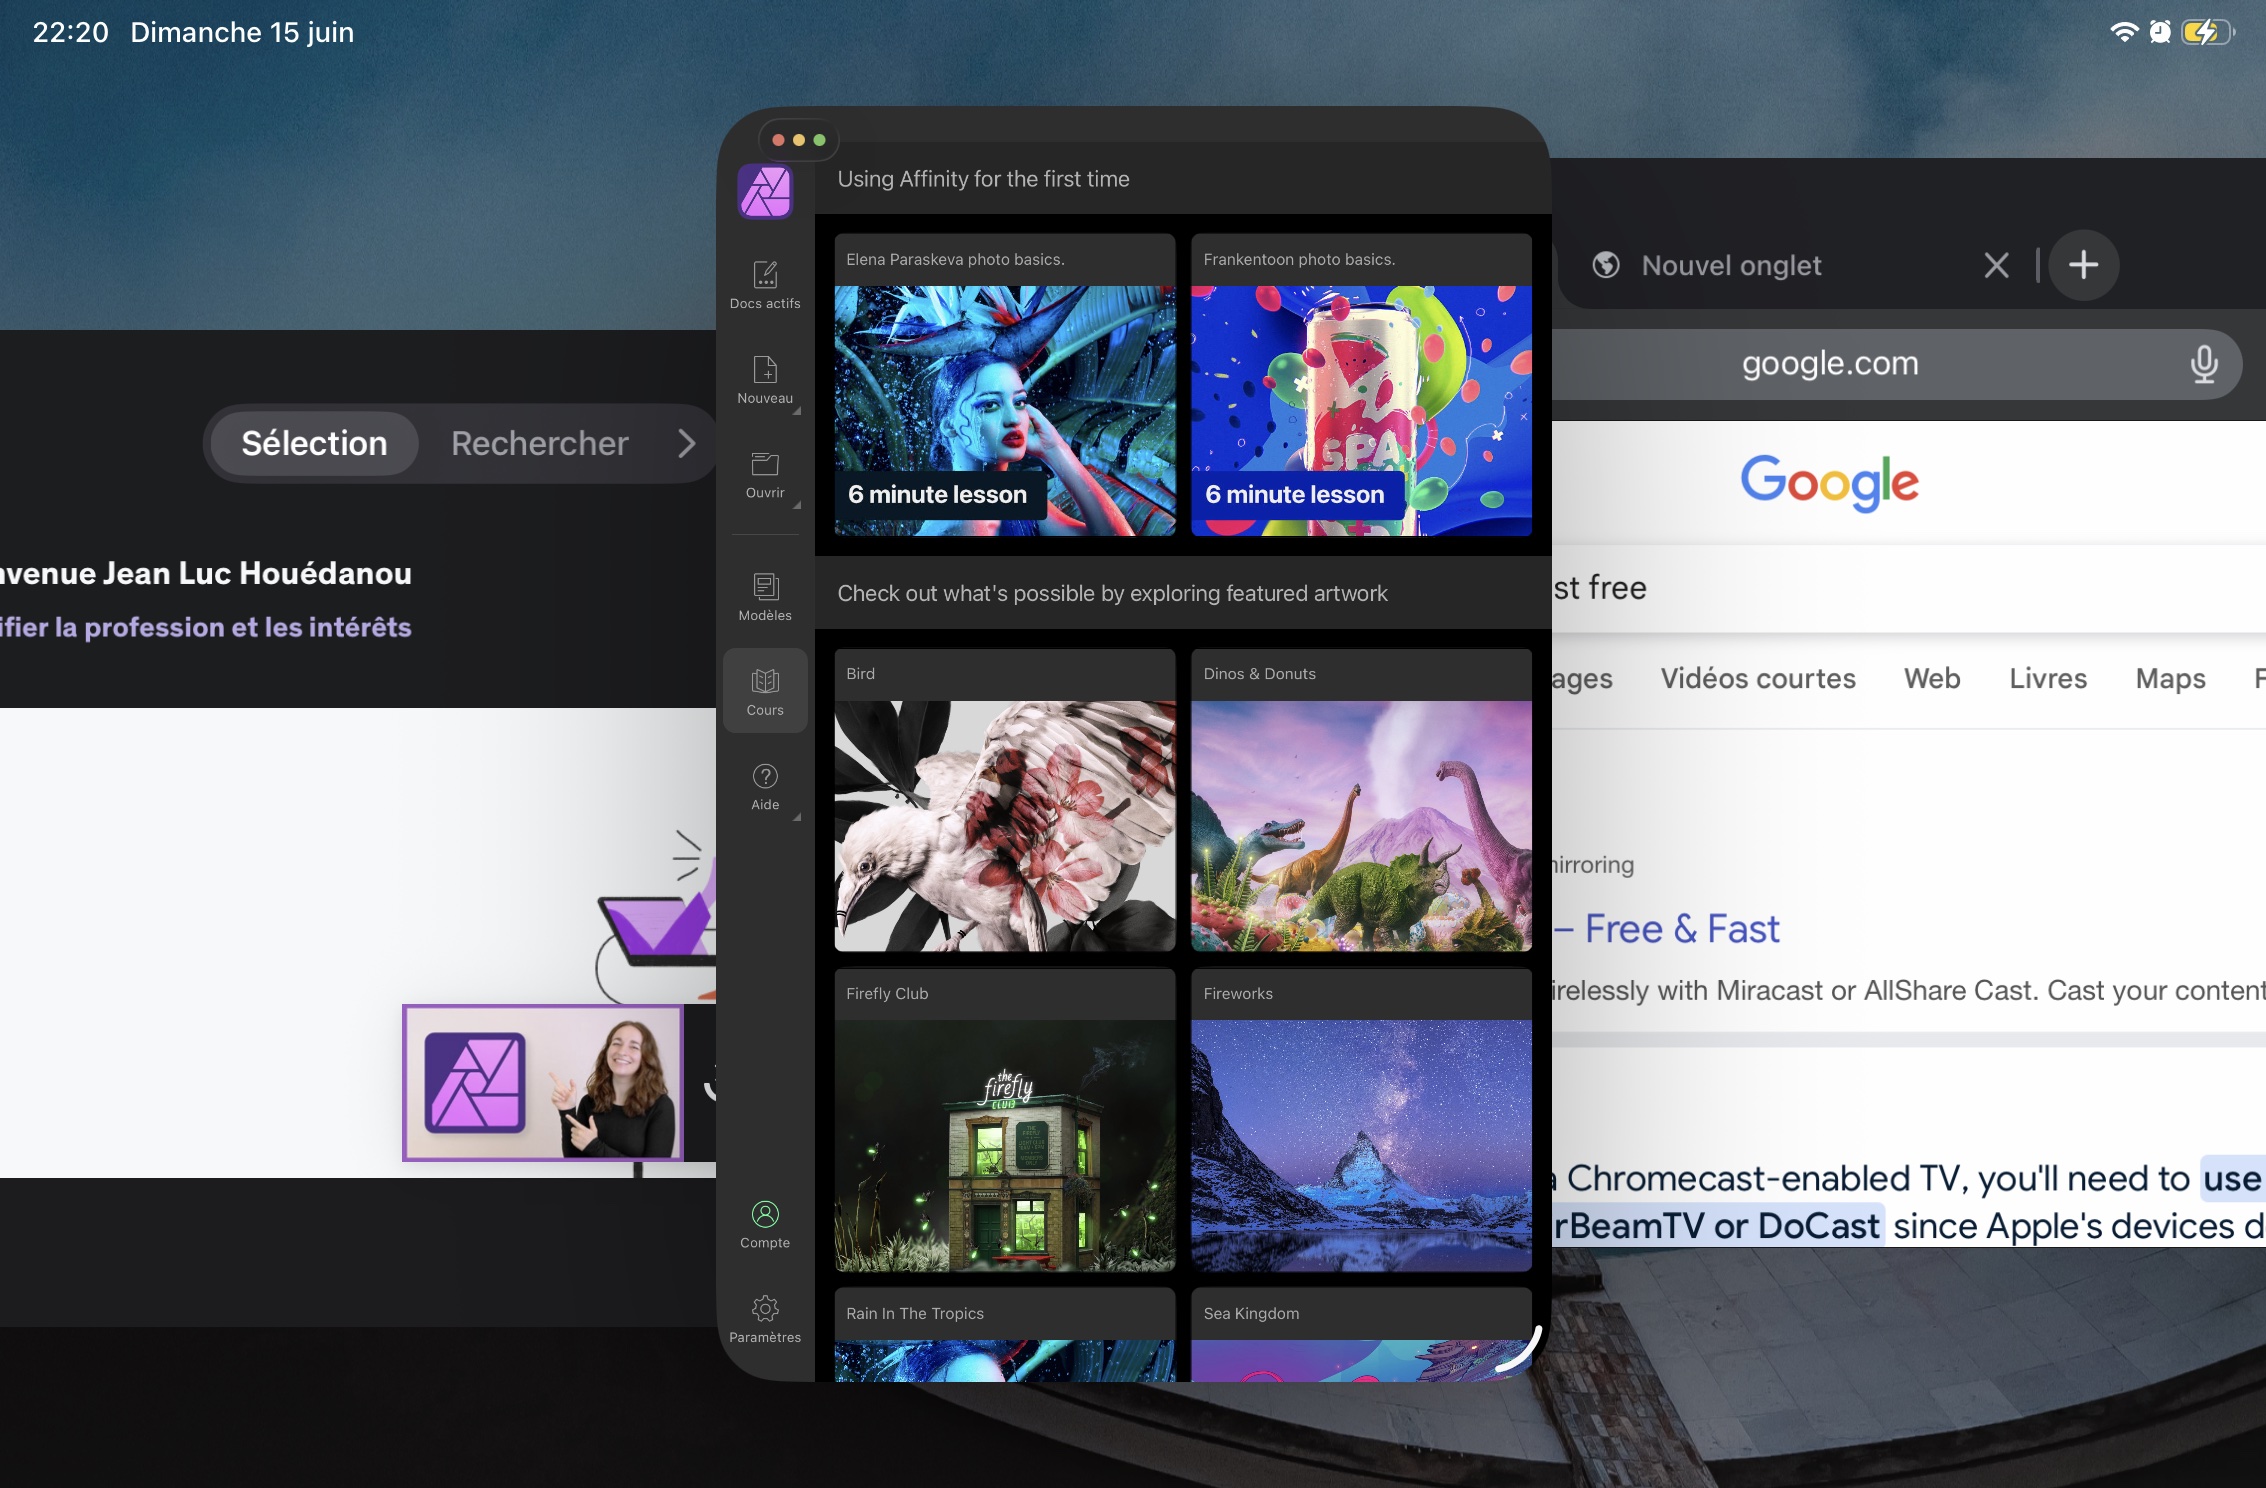 22:20 Dimanche 15 juin
Sélection
Rechercher
nvenue Jean Luc Houédanou
ifier la profession et les intérêts
Docs actifs
Nouveau
Ouvrir
Modèles
Cours
Aide
Compte
Paramètres
Using Affinity for the first time
Elena Paraskeva photo basics.
Frankentoon photo basics.
SPA
6 minute lesson
6 minute lesson
Check out what's possible by exploring featured artwork
Bird
Dinos & Donuts
Firefly Club
Fireworks
the
firefly
CLUB
Rain In The Tropics
Sea Kingdom
Nouvel onglet
google.com
Google
st free
ages
Vidéos courtes
Web
Livres
Maps
F
irroring
– Free & Fast
irelessly with Miracast or AllShare Cast. Cast your content
Chromecast-enabled TV, you'll need to use
rBeamTV or DoCast since Apple's devices d